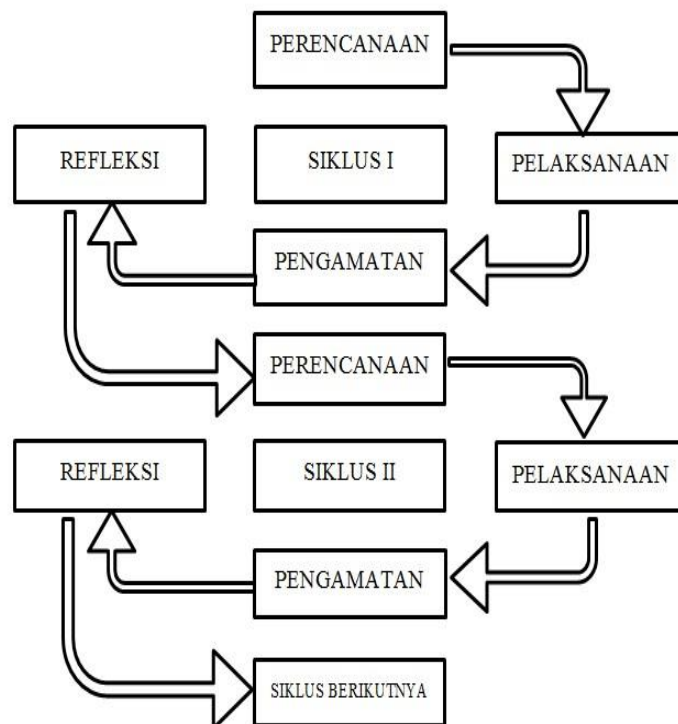 PERENCANAAN
REFLEKSI
SIKLUS I
PELAKSANAAN
PENGAMATAN
PERENCANAAN
REFLEKSI
SIKLUS II
PELAKSANAAN
PENGAMATAN
SIKLUS BERIKUTNYA